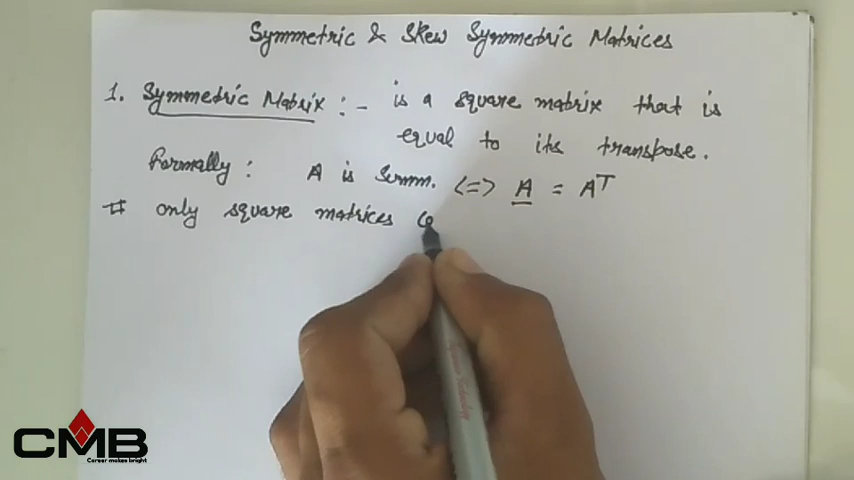 Symmetric & Skew Symmetric Matrices
1. Symmetric Matrix :- is a square matrix that is
equal to its transpose.
Formally : A is Symm. <=> A = Aᵀ
# only square matrices
CMB
Career makes bright